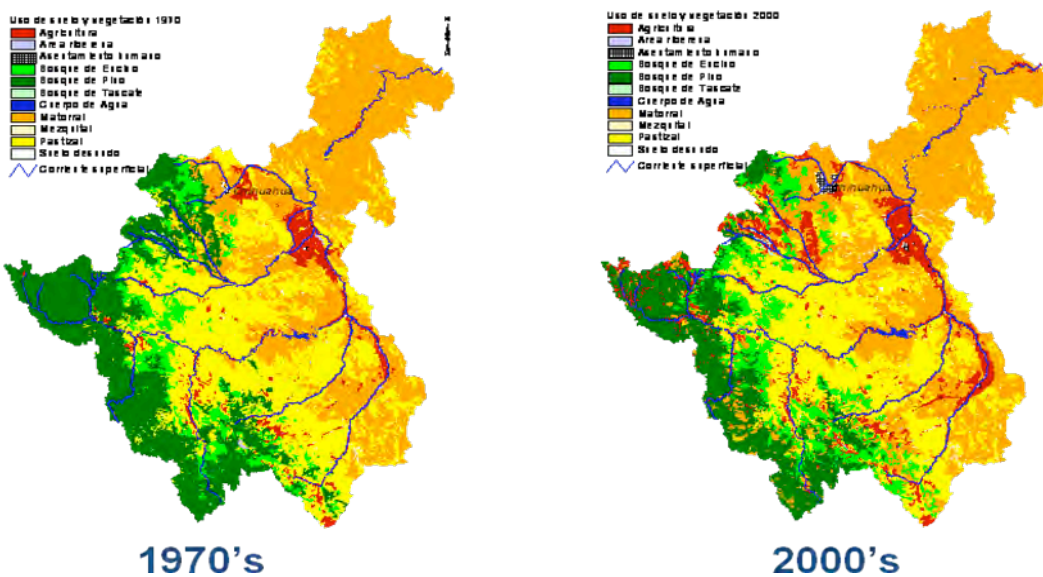 Uso de suelo y vegetación 1970
Agricultura
Area ribereña
Asentamiento humano
Bosque de Encino
Bosque de Pino
Bosque de Tascate
Cuerpo de Agua
Matorral
Mezquital
Pastizal
Suelo desnudo
Corriente superficial
Chihuahua
1970's
Uso de suelo y vegetación 2000
Agricultura
Area ribereña
Asentamiento humano
Bosque de Encino
Bosque de Pino
Bosque de Tascate
Cuerpo de Agua
Matorral
Mezquital
Pastizal
Suelo desnudo
Corriente superficial
Chihuahua
2000's